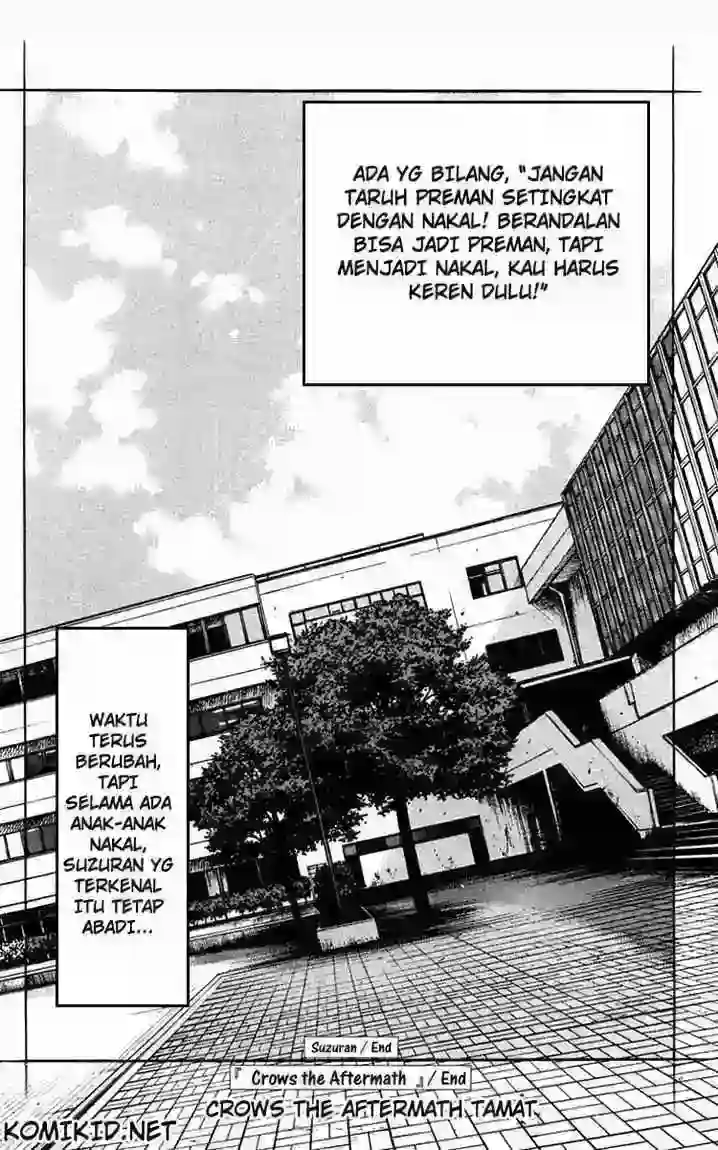 ADA YG BILANG, "JANGAN
TARUH PREMAN SETINGKAT
DENGAN NAKAL! BERANDALAN
BISA JADI PREMAN, TAPI
MENJADI NAKAL, KAU HARUS
KEREN DULU!"
WAKTU
TERUS
BERUBAH,
TAPI
SELAMA ADA
ANAK-ANAK
NAKAL,
SUZURAN YG
TERKENAL
ITU TETAP
ABADI...
Suzuran / End
『 Crows the Aftermath 』/ End
CROWS THE AFTERMATH TAMAT.
KOMIKID.NET